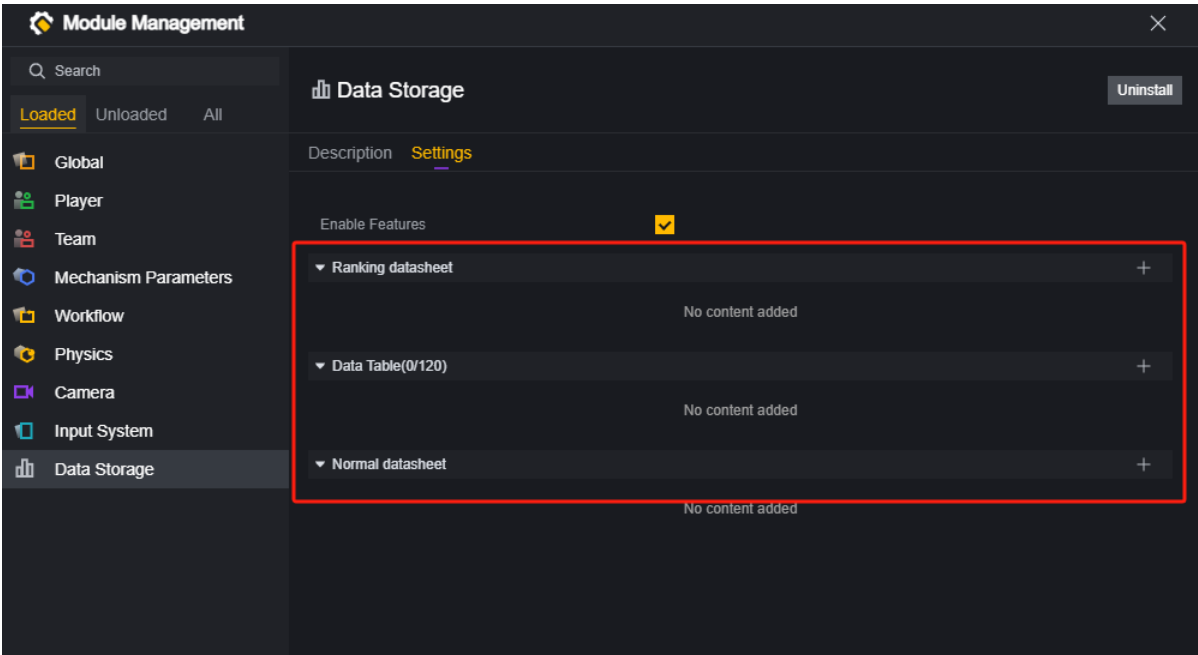 Module Management
Search
Loaded Unloaded All
Global
Player
Team
Mechanism Parameters
Workflow
Physics
Camera
Input System
Data Storage
Data Storage
Uninstall
Description Settings
Enable Features
Ranking datasheet
No content added
Data Table(0/120)
No content added
Normal datasheet
No content added